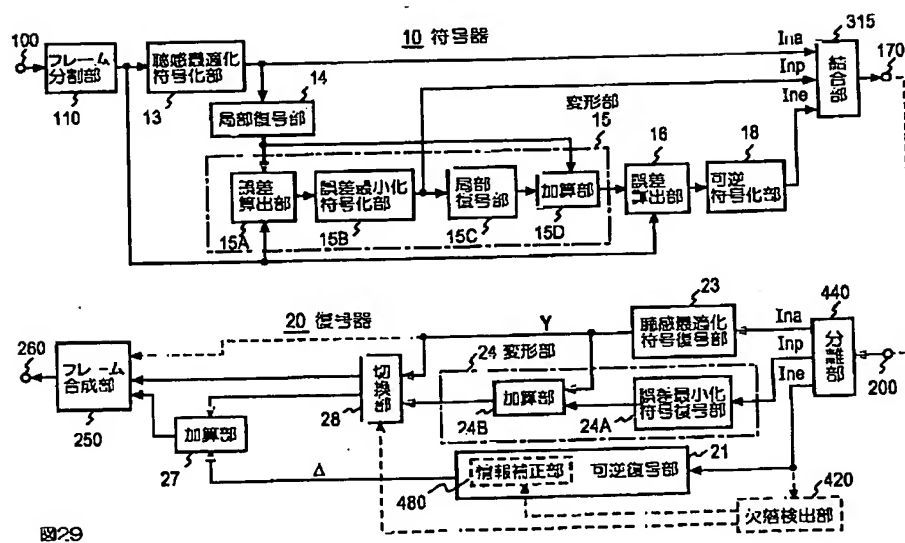 10 符号器
100
フレーム
分割部
110
聴感最適化
符号化部
13
14
局部復号部
Ina
Inp
Ine
315
結合部
170
変形部
15
誤差
算出部
15A
誤差最小化
符号化部
15B
局部
復号部
15C
加算部
15D
16
誤差
算出部
18
可逆
符号化部
20 復号器
260
フレーム
合成部
250
Y
23
聴感最適化
符号復号部
440
分離部
Ina
Inp
Ine
200
切換部
28
24 変形部
加算部
24B
誤差最小化
符号復号部
24A
加算部
27
Δ
21
480
情報補正部
可逆復号部
420
欠落検出部
図29